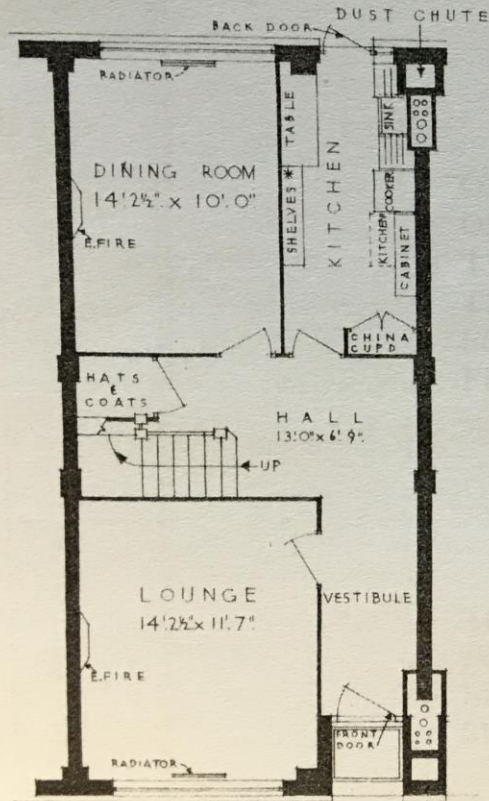 DUST CHUTE
BACK DOOR
RADIATOR
DINING ROOM
14'.2½" x 10'.0"
E.FIRE
TABLE
SHELVES *
KITCHEN
SINK
COOKER
KITCHEN
CABINET
CHINA
CUPD
HATS
&
COATS
HALL
13'.0" x 6'.9".
UP
LOUNGE
14'.2½" x 11'.7".
VESTIBULE
E.FIRE
FRONT
DOOR
RADIATOR